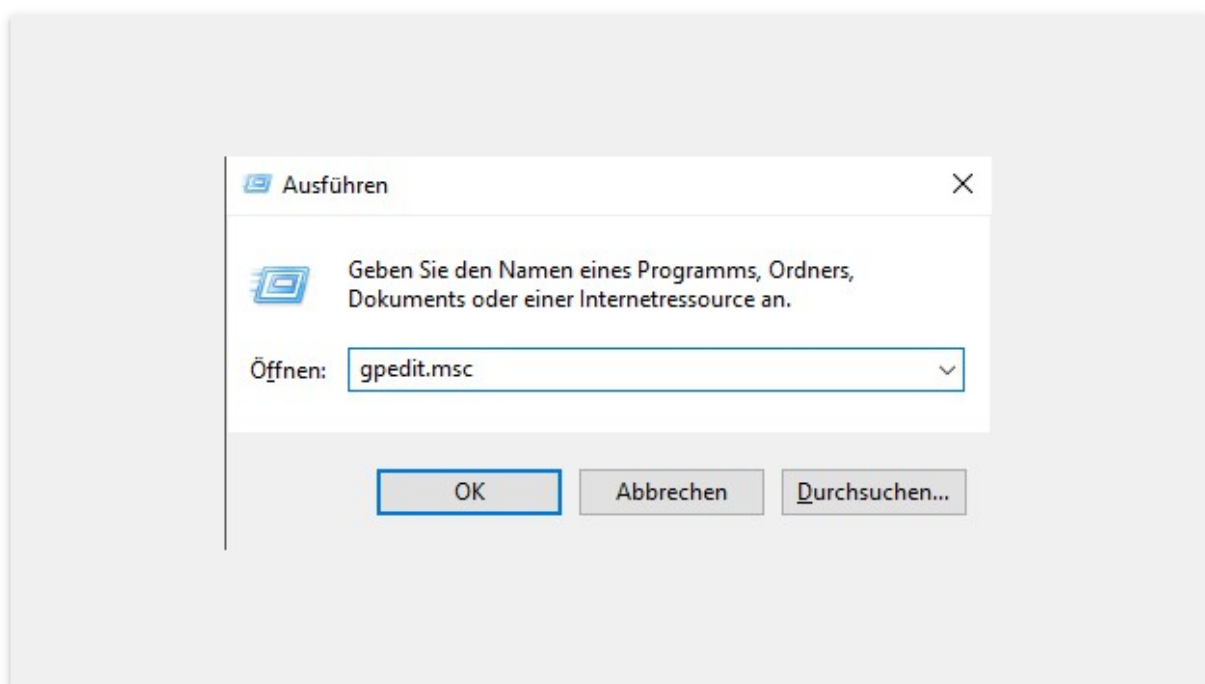 Ausführen
Geben Sie den Namen eines Programms, Ordners,
Dokuments oder einer Internetressource an.
Öffnen: gpedit.msc
OK Abbrechen Durchsuchen...